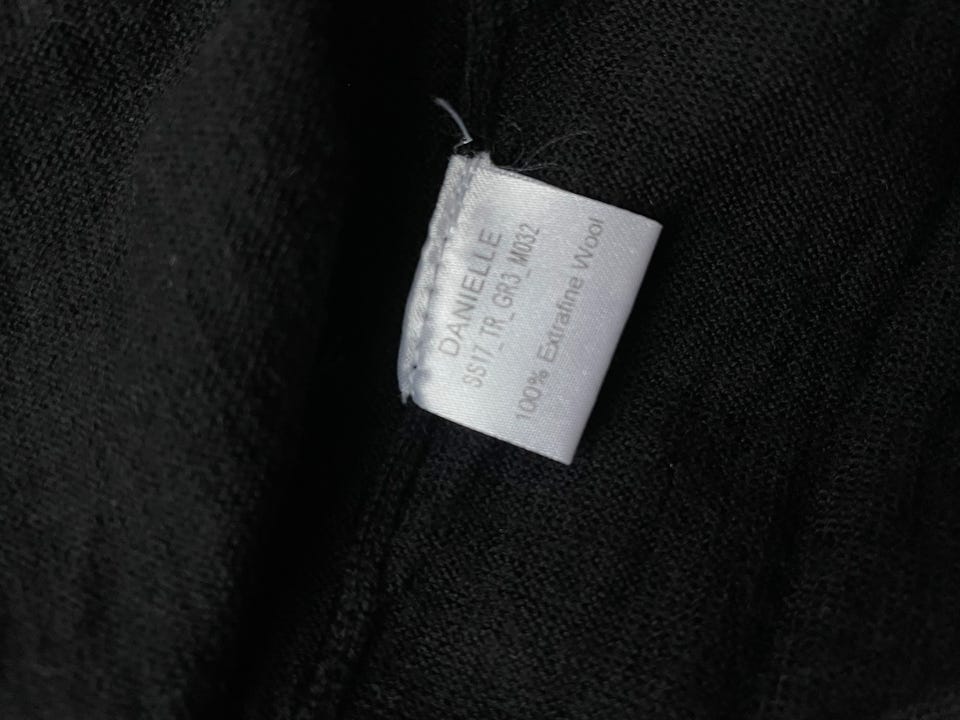 DANIELLE
SS17_TR_GR3_M032
100% Extrafine Wool